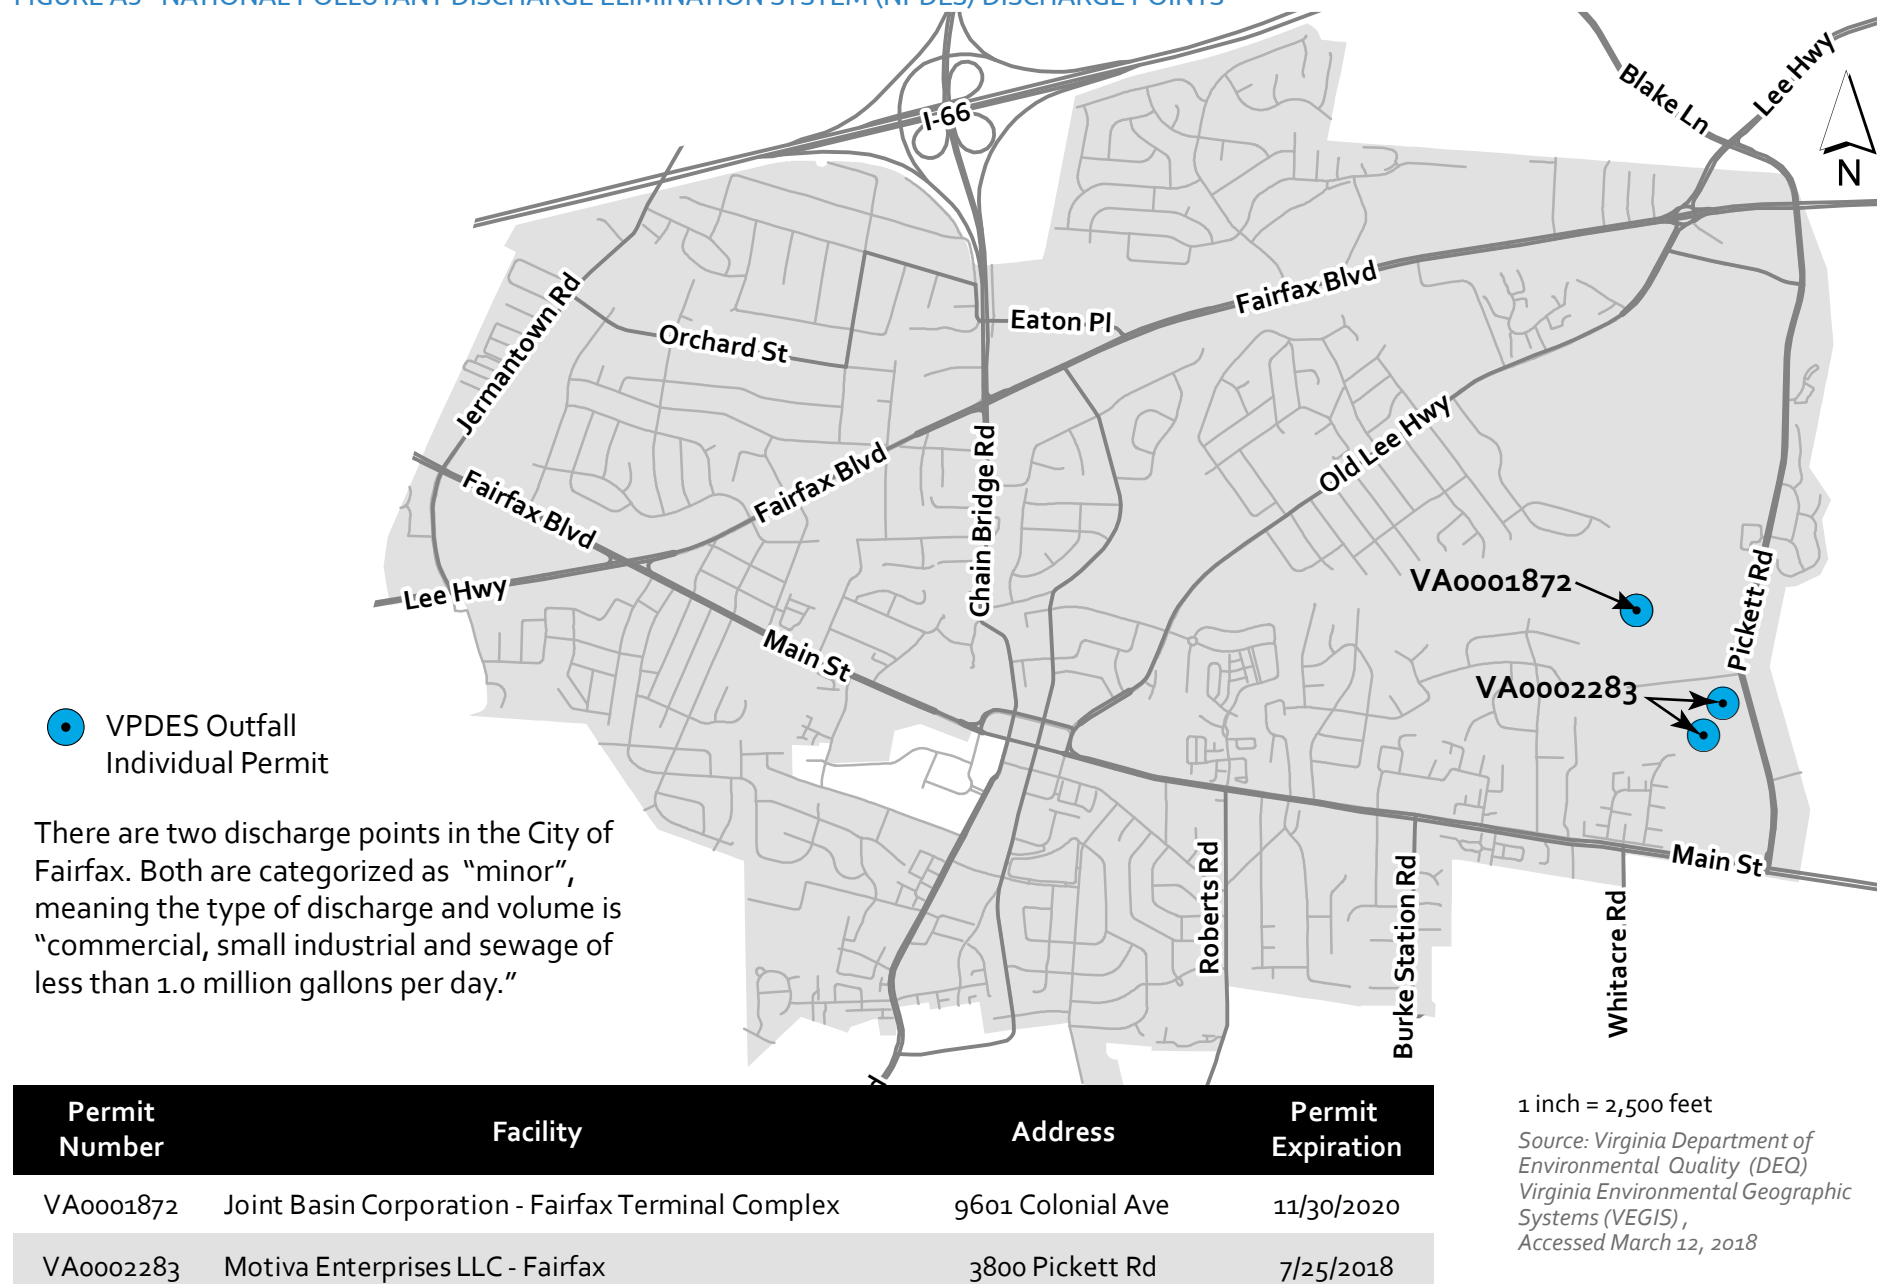 FIGURE A5 - NATIONAL POLLUTANT DISCHARGE ELIMINATION SYSTEM (NPDES) DISCHARGE POINTS
Blake Ln
Lee Hwy
N
I-66
Jermantown Rd
Orchard St
Eaton Pl
Fairfax Blvd
Fairfax Blvd
Fairfax Blvd
Chain Bridge Rd
Old Lee Hwy
Lee Hwy
Main St
VA0001872
Pickett Rd
VA0002283
Main St
Roberts Rd
Burke Station Rd
Whitacre Rd
VPDES Outfall
Individual Permit
There are two discharge points in the City of
Fairfax. Both are categorized as “minor”,
meaning the type of discharge and volume is
“commercial, small industrial and sewage of
less than 1.0 million gallons per day.”
Permit Number Facility Address Permit Expiration
VA0001872 Joint Basin Corporation - Fairfax Terminal Complex 9601 Colonial Ave 11/30/2020
VA0002283 Motiva Enterprises LLC - Fairfax 3800 Pickett Rd 7/25/2018
1 inch = 2,500 feet
Source: Virginia Department of
Environmental Quality (DEQ)
Virginia Environmental Geographic
Systems (VEGIS) ,
Accessed March 12, 2018